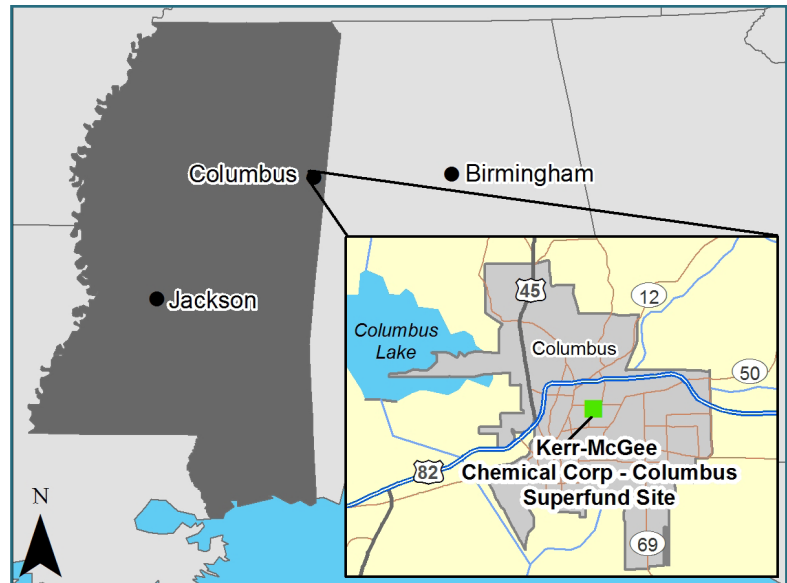 Columbus
Birmingham
Jackson
45
12
Columbus
Lake
Columbus
50
Kerr-McGee
Chemical Corp - Columbus
Superfund Site
82
69
N